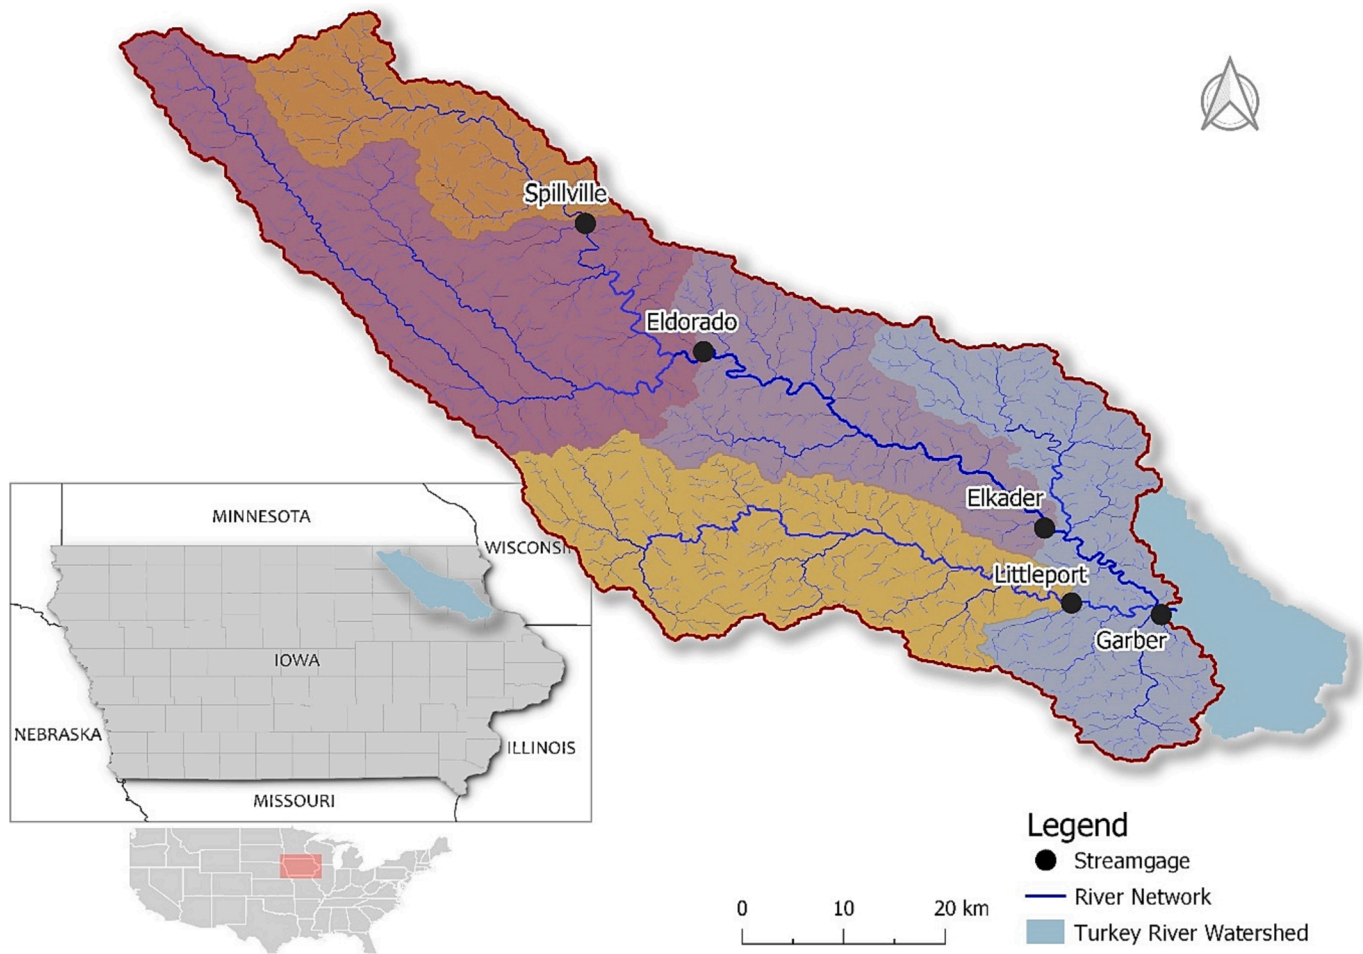 Spillville
Eldorado
Elkader
Littleport
Garber
MINNESOTA
WISCONSI
IOWA
NEBRASKA
ILLINOIS
MISSOURI
Legend
Streamgage
River Network
Turkey River Watershed
0 10 20 km